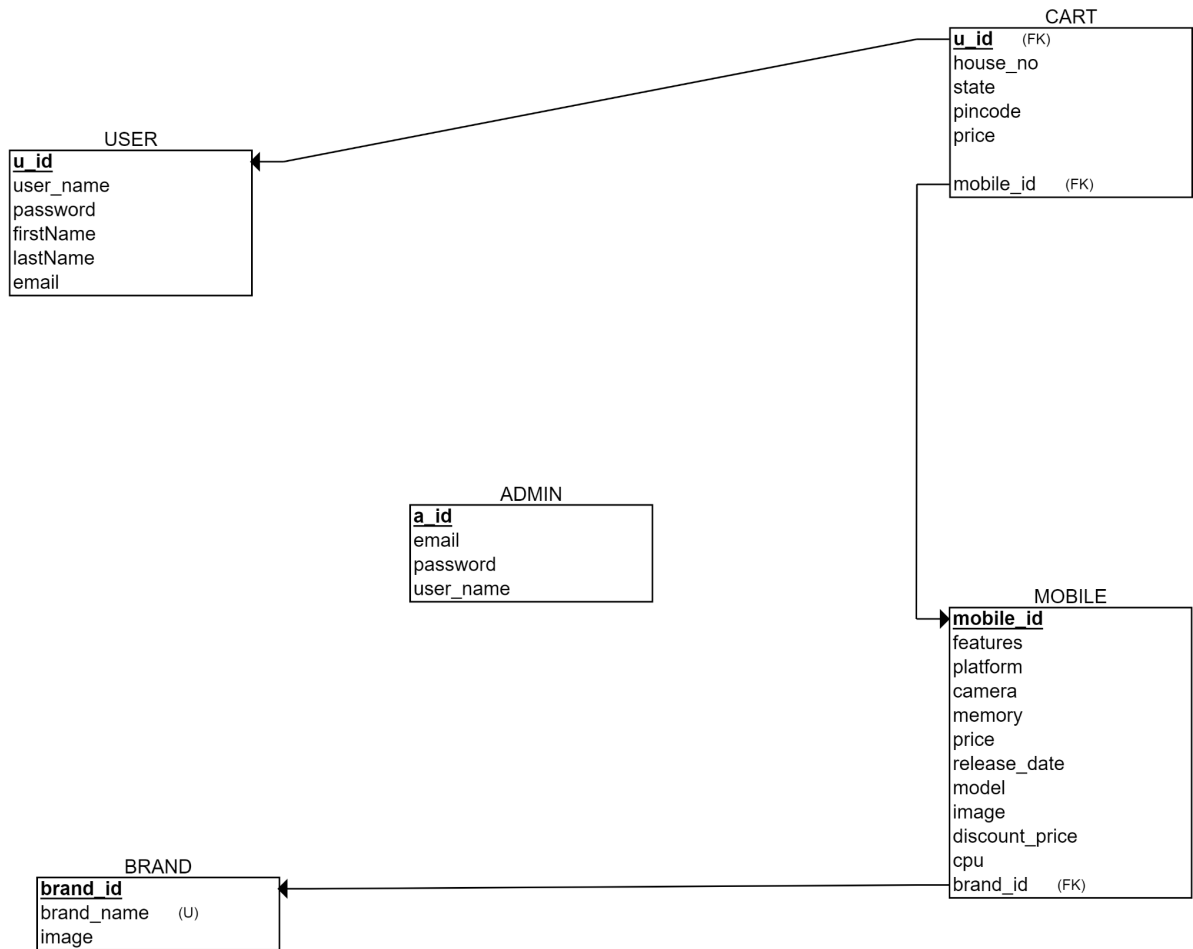 CART
u_id (FK)
house_no
state
pincode
price
mobile_id (FK)
USER
u_id
user_name
password
firstName
lastName
email
ADMIN
a_id
email
password
user_name
MOBILE
mobile_id
features
platform
camera
memory
price
release_date
model
image
discount_price
cpu
brand_id (FK)
BRAND
brand_id
brand_name (U)
image